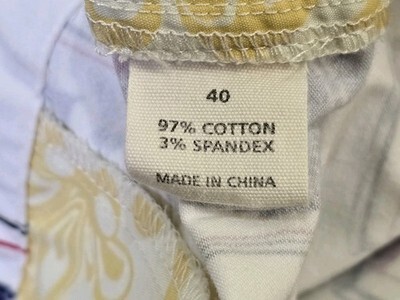 40
97% COTTON
3% SPANDEX
MADE IN CHINA